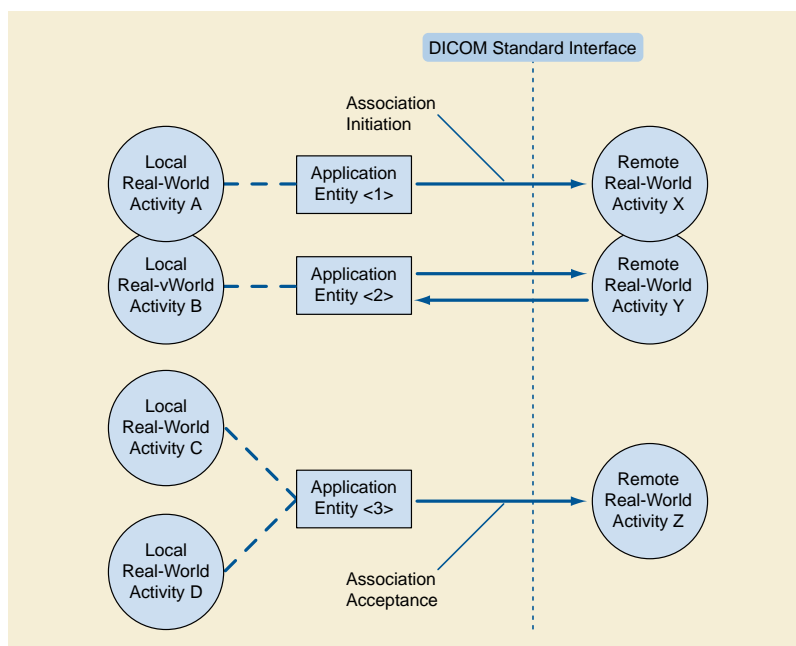 DICOM Standard Interface
Association
Initiation
Local
Real-World
Activity A
Application
Entity <1>
Remote
Real-World
Activity X
Local
Real-vWorld
Activity B
Application
Entity <2>
Remote
Real-World
Activity Y
Local
Real-World
Activity C
Application
Entity <3>
Remote
Real-World
Activity Z
Local
Real-World
Activity D
Association
Acceptance